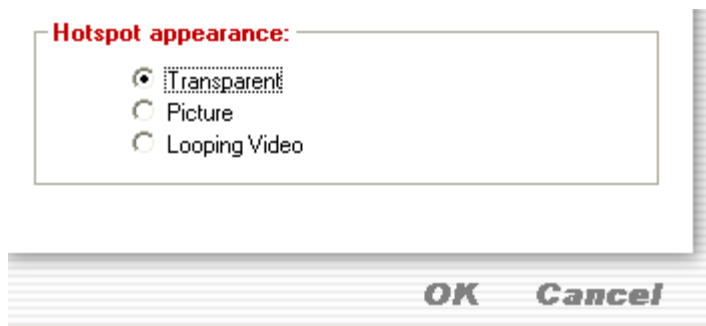 Hotspot appearance:
Transparent
Picture
Looping Video
OK Cancel